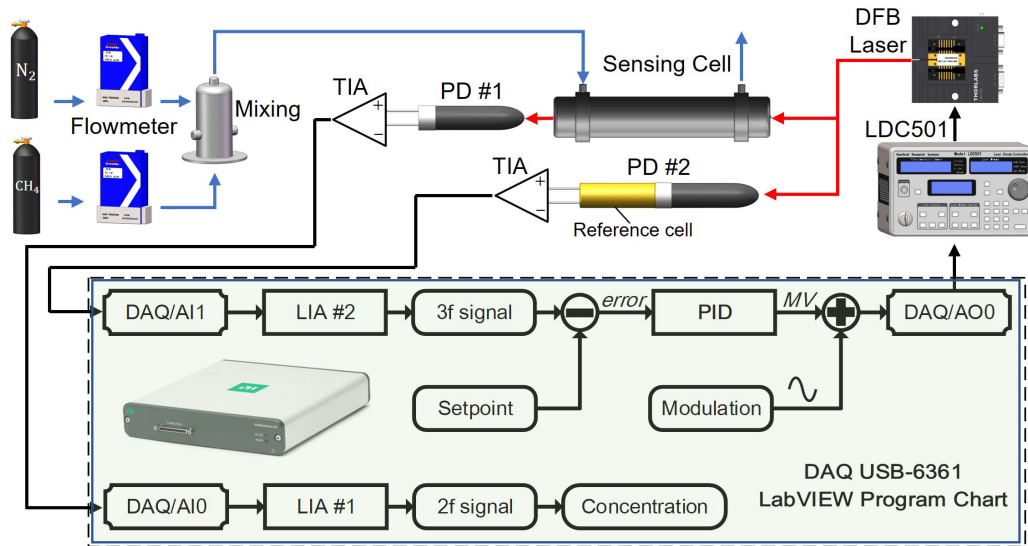 N₂
CH₄
Flowmeter
Mixing
TIA
PD #1
Sensing Cell
DFB
Laser
THORLABS
LDC501
TIA
PD #2
Reference cell
DAQ/AI1
LIA #2
3f signal
error
PID
MV
DAQ/AO0
Setpoint
Modulation
DAQ USB-6361
LabVIEW Program Chart
DAQ/AI0
LIA #1
2f signal
Concentration